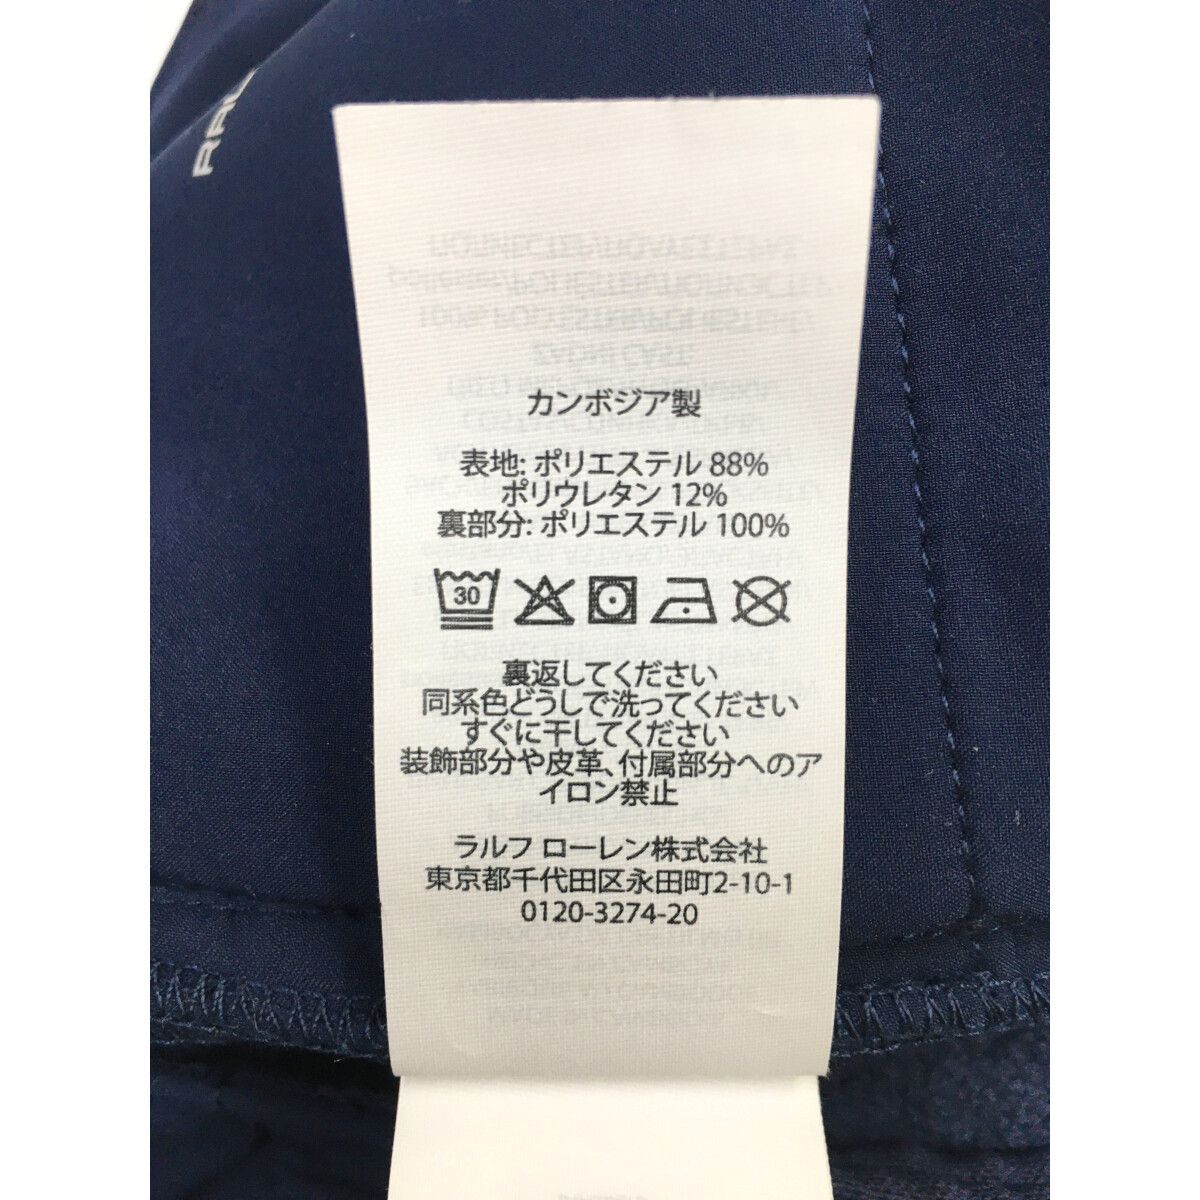 カンボジア製
表地: ポリエステル 88%
ポリウレタン 12%
裏部分: ポリエステル 100%
30
裏返してください
同系色どうしで洗ってください
すぐに干してください
装飾部分や皮革、付属部分へのア
イロン禁止
ラルフ ローレン株式会社
東京都千代田区永田町2-10-1
0120-3274-20